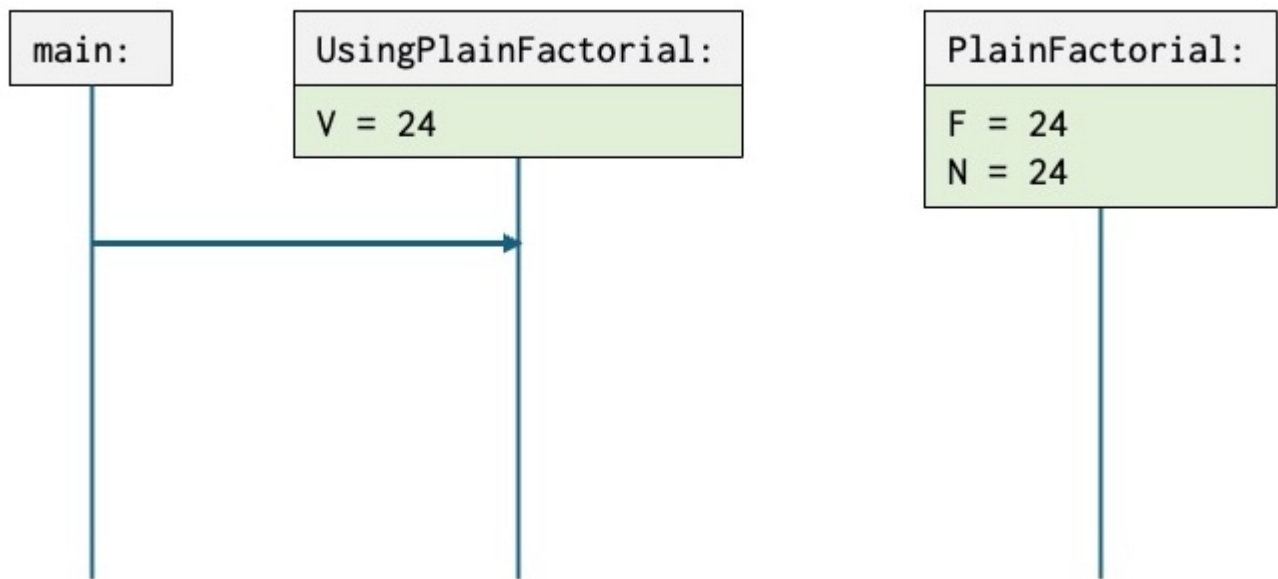 main:
UsingPlainFactorial:
V = 24
PlainFactorial:
F = 24
N = 24